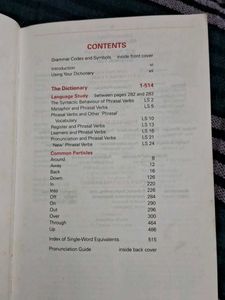 CONTENTS
Grammar Codes and Symbols inside front cover
Introduction vi
Using Your Dictionary vii
The Dictionary 1-514
Language Study between pages 282 and 283
The Syntactic Behaviour of Phrasal Verbs LS 2
Metaphor and Phrasal Verbs LS 5
Phrasal Verbs and Other 'Phrasal'
Vocabulary LS 10
Register and Phrasal Verbs LS 13
Learners and Phrasal Verbs LS 16
Pronunciation and Phrasal Verbs LS 21
'New' Phrasal Verbs LS 24
Common Particles
Around 8
Away 12
Back 16
Down 126
In 220
Into 226
Off 284
On 290
Out 296
Over 300
Through 464
Up 486
Index of Single-Word Equivalents 515
Pronunciation Guide inside back cover